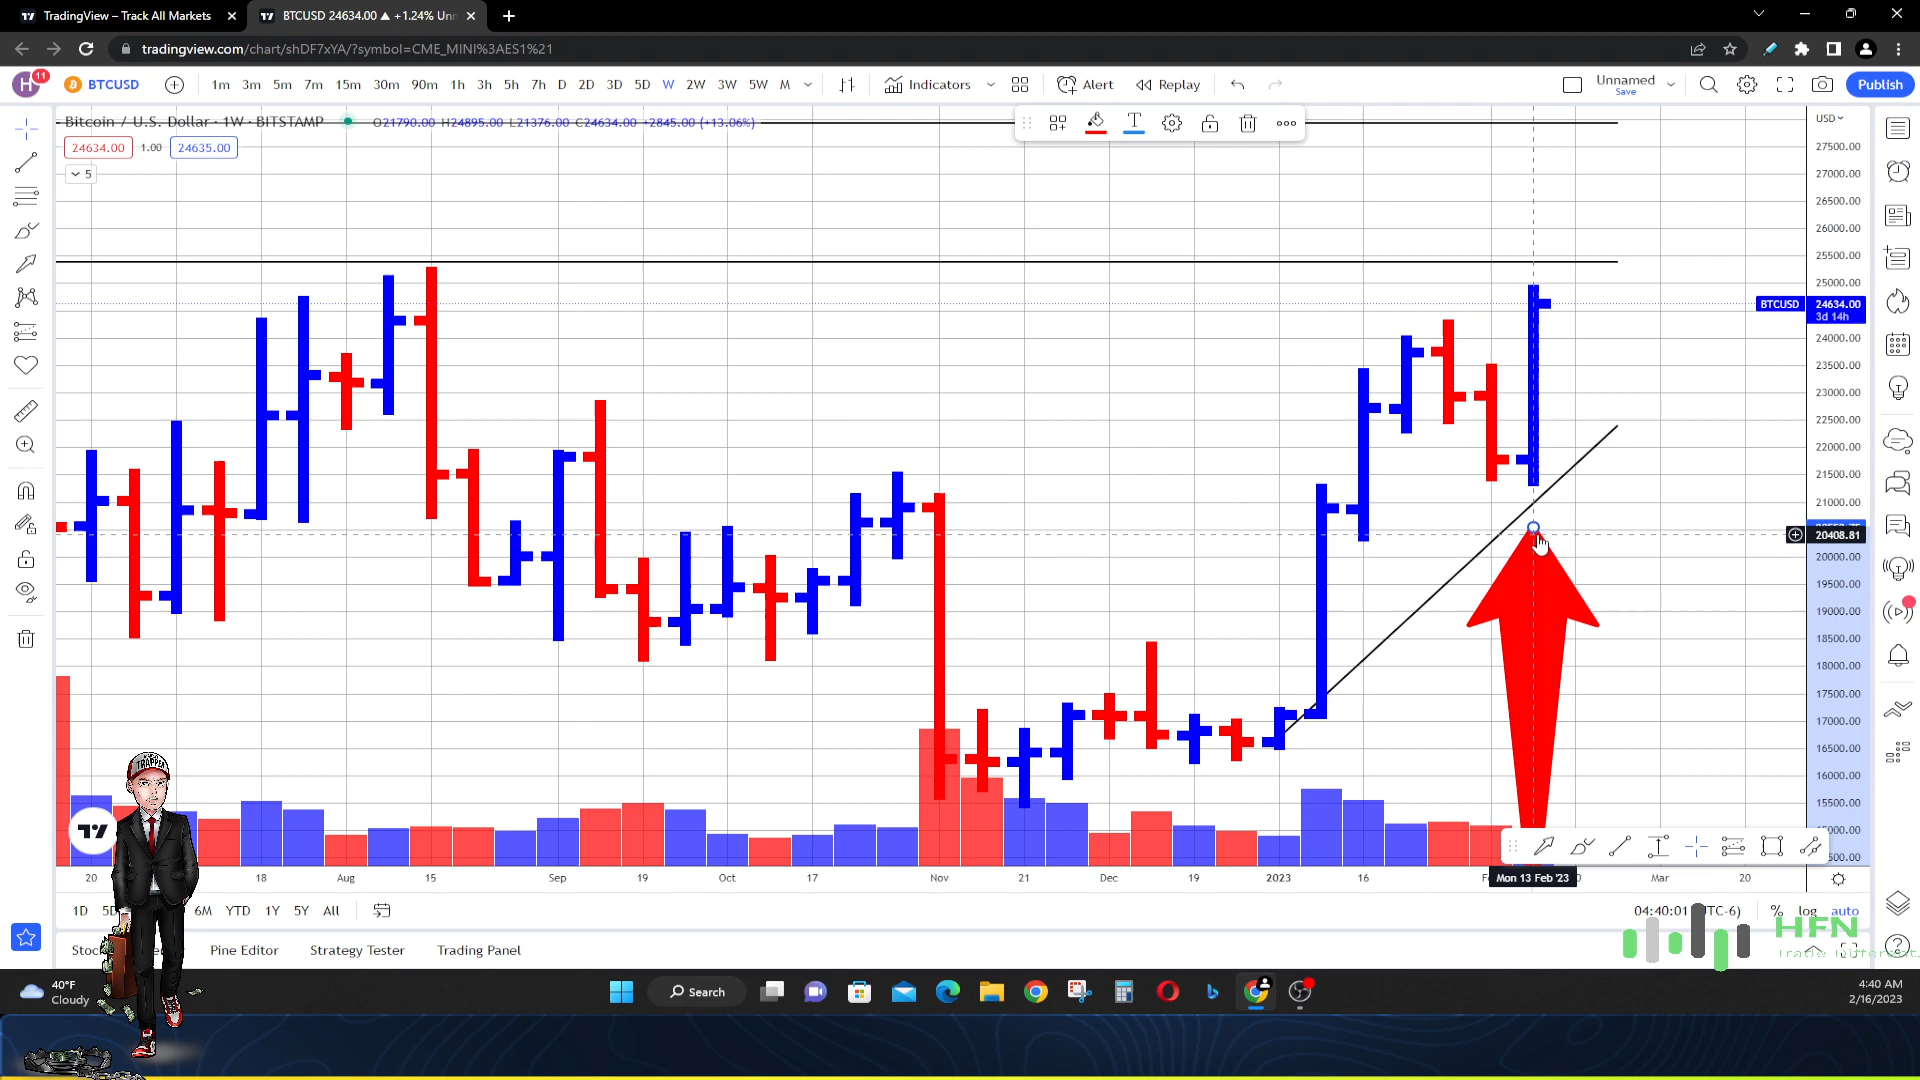 TradingView – Track All Markets
BTCUSD 24634.00 ▲ +1.24% Unn
tradingview.com/chart/shDF7xYA/?symbol=CME_MINI%3AES1%21
H 11 BTCUSD 1m 3m 5m 7m 15m 30m 90m 1h 3h 5h 7h D 2D 3D 5D W 2W 3W 5W M Indicators Alert Replay Unnamed Save Publish
Bitcoin / U.S. Dollar · 1W · BITSTAMP O21790.00 H24895.00 L21376.00 C24634.00 +2845.00 (+13.06%)
USD
24634.00 1.00 24635.00
5
27500.00
27000.00
26500.00
26000.00
25500.00
25000.00
BTCUSD 24634.00
3d 14h
24000.00
23500.00
23000.00
22500.00
22000.00
21500.00
21000.00
20408.81
20000.00
19500.00
19000.00
18500.00
18000.00
17500.00
17000.00
16500.00
16000.00
15500.00
TRAPPER
20 18 Aug 15 Sep 19 Oct 17 Nov 21 Dec 19 2023 16 Mon 13 Feb '23 Mar 20
1D 6M YTD 1Y 5Y All
04:40:01 % log auto
Pine Editor Strategy Tester Trading Panel
HFN
Trade Different.
40°F
Cloudy
Search
4:40 AM
2/16/2023